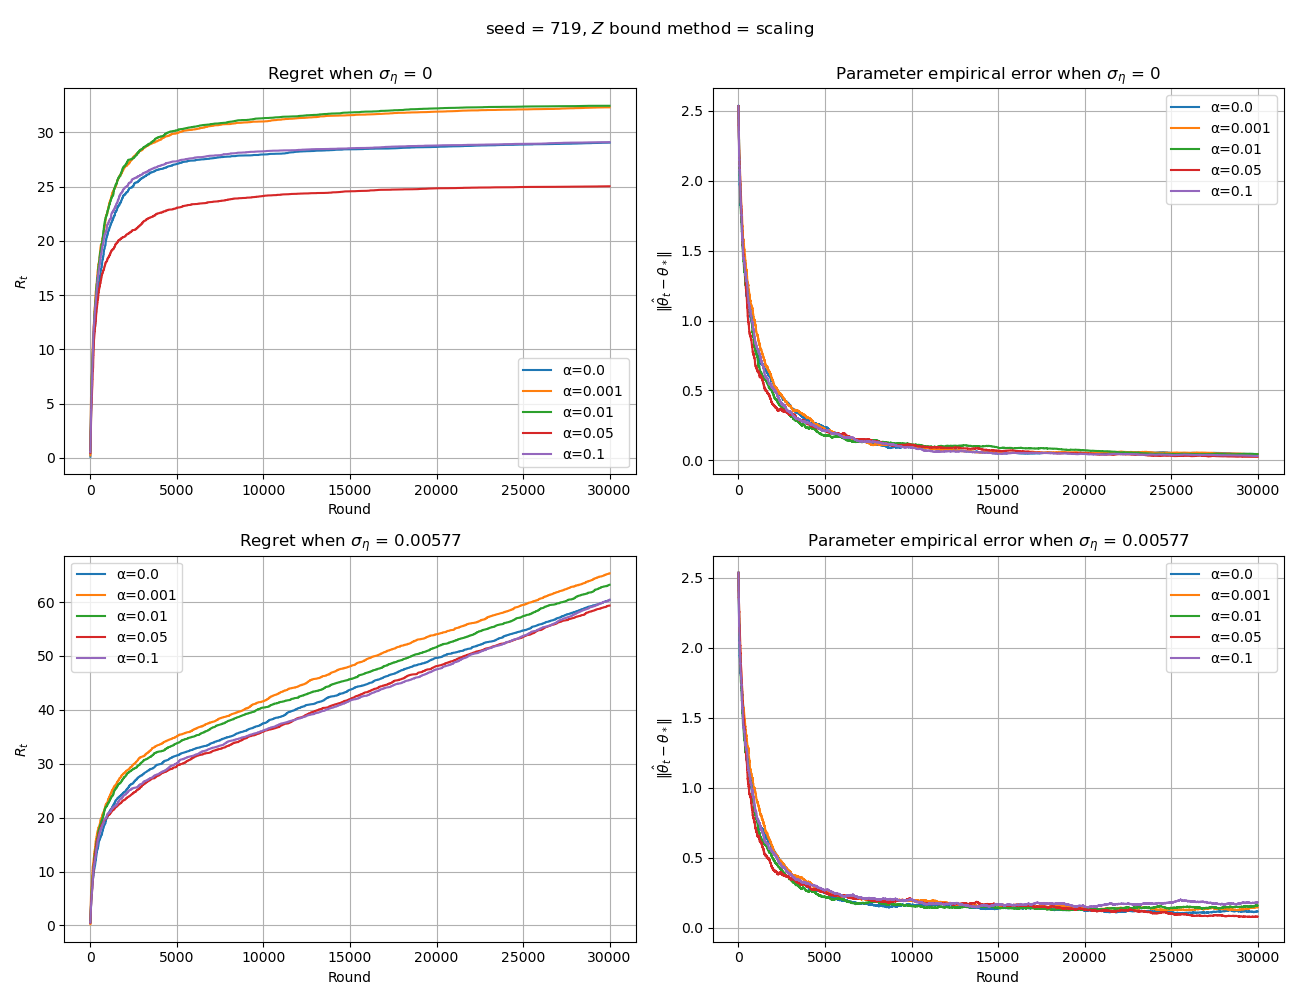 seed = 719, Z bound method = scaling
Regret when σ_η = 0
R_t
30
25
20
15
10
5
0
0 5000 10000 15000 20000 25000 30000
Round
α=0.0
α=0.001
α=0.01
α=0.05
α=0.1
Parameter empirical error when σ_η = 0
‖θ̂_t − θ_*‖
2.5
2.0
1.5
1.0
0.5
0.0
0 5000 10000 15000 20000 25000 30000
Round
α=0.0
α=0.001
α=0.01
α=0.05
α=0.1
Regret when σ_η = 0.00577
R_t
60
50
40
30
20
10
0
0 5000 10000 15000 20000 25000 30000
Round
α=0.0
α=0.001
α=0.01
α=0.05
α=0.1
Parameter empirical error when σ_η = 0.00577
‖θ̂_t − θ_*‖
2.5
2.0
1.5
1.0
0.5
0.0
0 5000 10000 15000 20000 25000 30000
Round
α=0.0
α=0.001
α=0.01
α=0.05
α=0.1